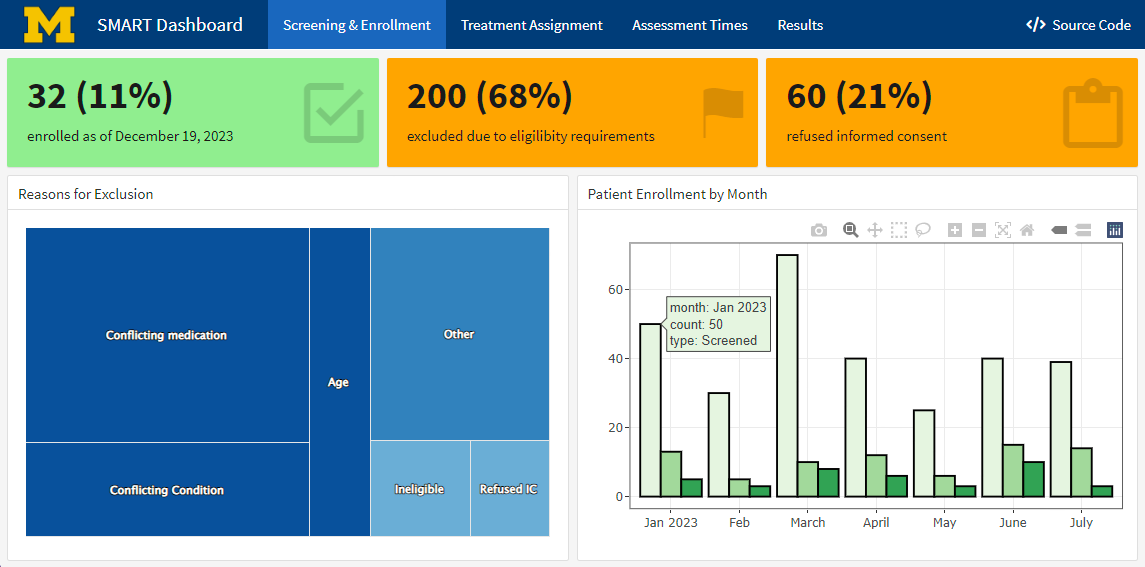 M SMART Dashboard Screening & Enrollment Treatment Assignment Assessment Times Results </> Source Code
32 (11%)
enrolled as of December 19, 2023
200 (68%)
excluded due to eligilibity requirements
60 (21%)
refused informed consent
Reasons for Exclusion
Conflicting medication
Conflicting Condition
Age
Other
Ineligible
Refused IC
Patient Enrollment by Month
60
40
20
0
month: Jan 2023
count: 50
type: Screened
Jan 2023 Feb March April May June July